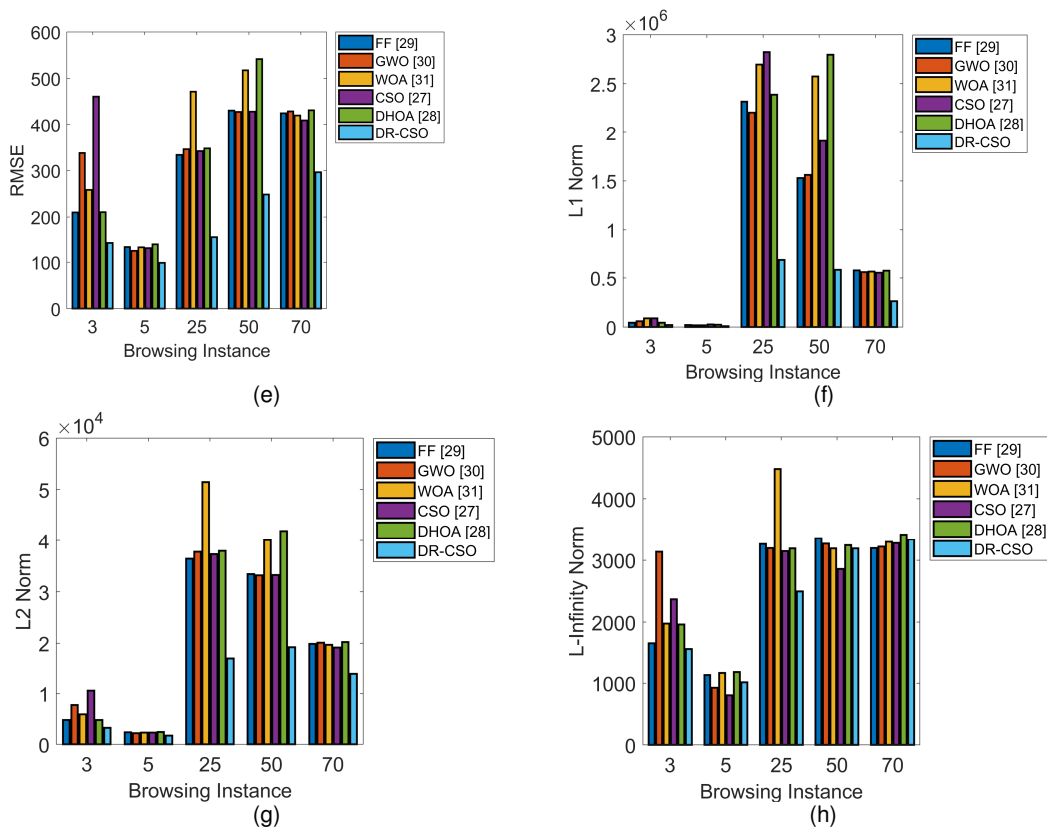 600
500
400
300
200
100
0
RMSE
3 5 25 50 70
Browsing Instance
FF [29]
GWO [30]
WOA [31]
CSO [27]
DHOA [28]
DR-CSO
(e)
×10⁶
3
2.5
2
1.5
1
0.5
0
L1 Norm
3 5 25 50 70
Browsing Instance
FF [29]
GWO [30]
WOA [31]
CSO [27]
DHOA [28]
DR-CSO
(f)
×10⁴
6
5
4
3
2
1
0
L2 Norm
3 5 25 50 70
Browsing Instance
FF [29]
GWO [30]
WOA [31]
CSO [27]
DHOA [28]
DR-CSO
(g)
5000
4000
3000
2000
1000
0
L-Infinity Norm
3 5 25 50 70
Browsing Instance
FF [29]
GWO [30]
WOA [31]
CSO [27]
DHOA [28]
DR-CSO
(h)